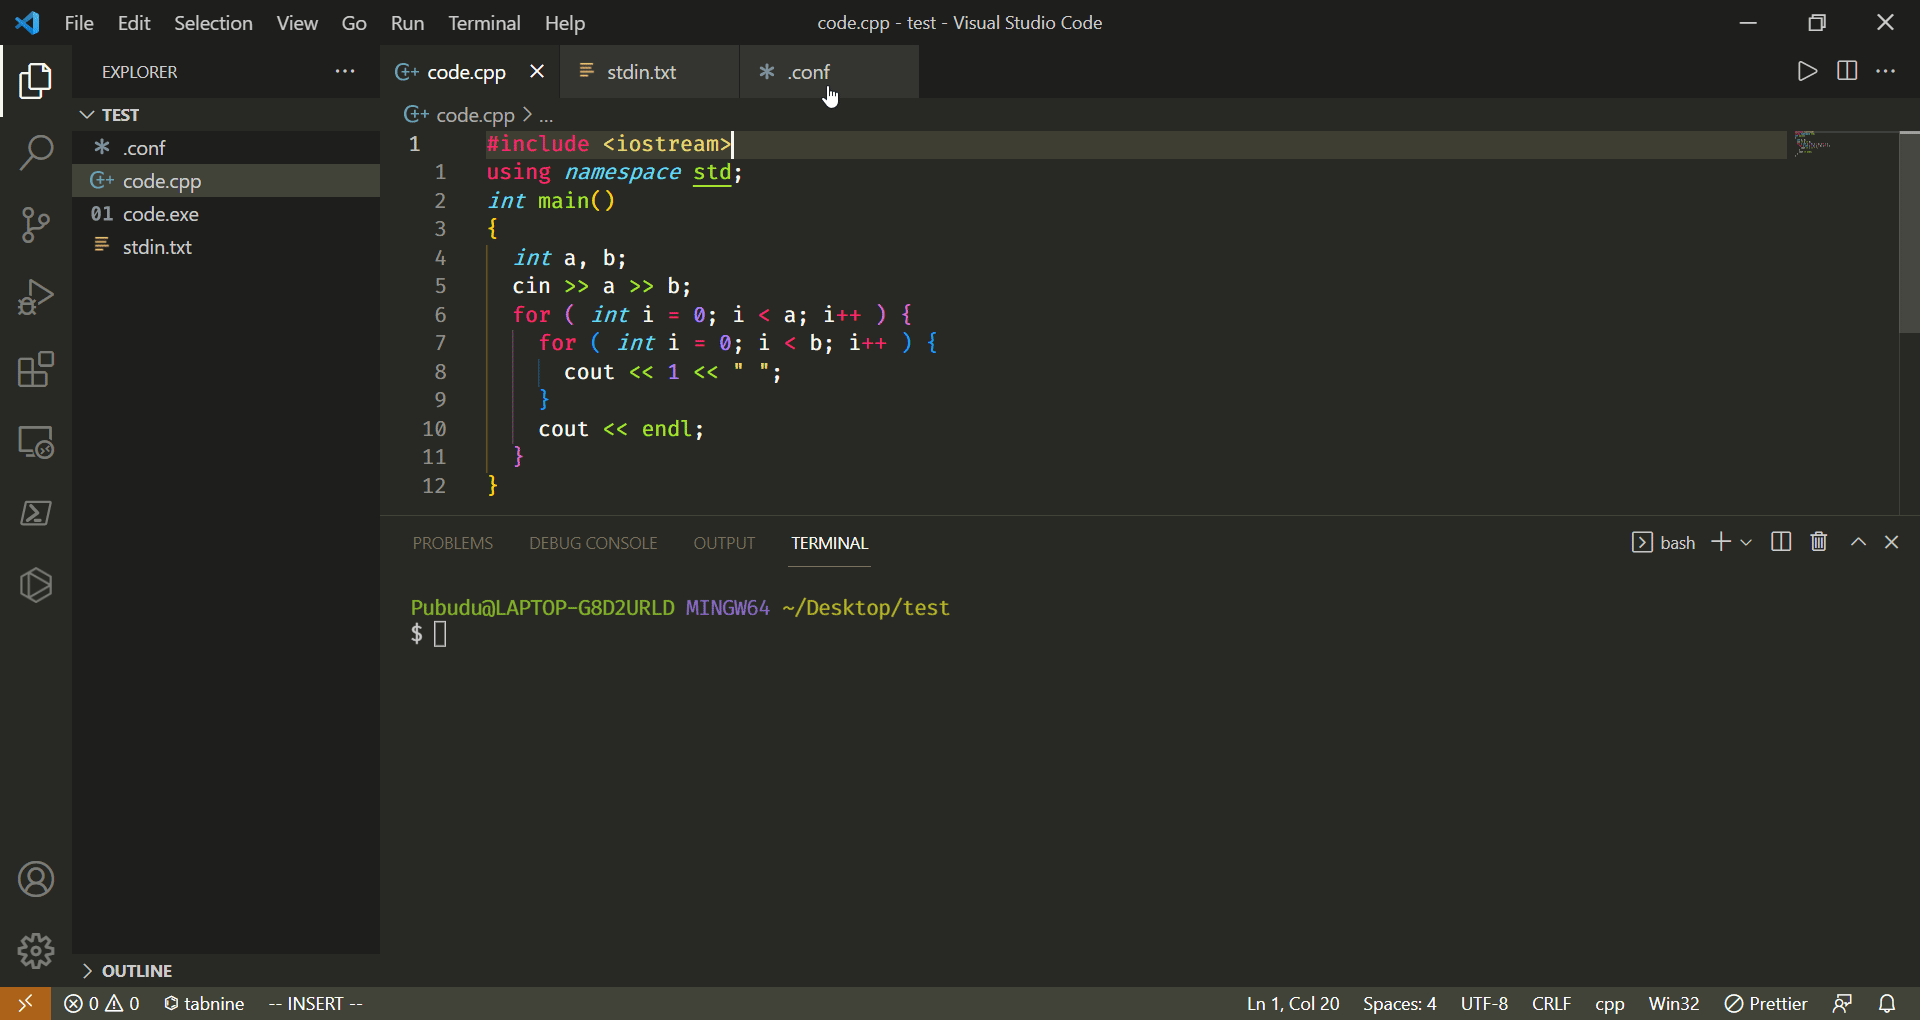 File Edit Selection View Go Run Terminal Help
code.cpp - test - Visual Studio Code
EXPLORER
TEST
.conf
code.cpp
01 code.exe
stdin.txt
OUTLINE
code.cpp
stdin.txt
.conf
code.cpp > ...
1 #include <iostream>
1 using namespace std;
2 int main()
3 {
4 int a, b;
5 cin >> a >> b;
6 for ( int i = 0; i < a; i++ ) {
7 for ( int i = 0; i < b; i++ ) {
8 cout << 1 << " ";
9 }
10 cout << endl;
11 }
12 }
PROBLEMS DEBUG CONSOLE OUTPUT TERMINAL
bash
Pubudu@LAPTOP-G8D2URLD MINGW64 ~/Desktop/test
$
0 0 tabnine -- INSERT --
Ln 1, Col 20 Spaces: 4 UTF-8 CRLF cpp Win32 Prettier